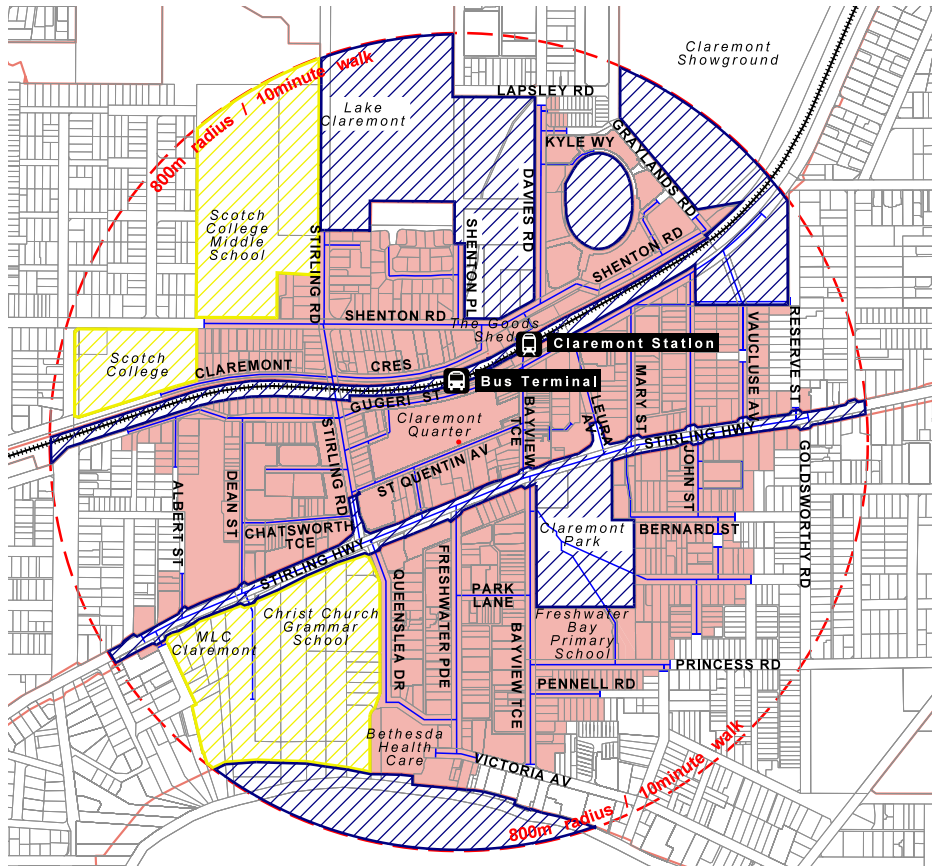 Claremont
Showground
800m radius / 10minute walk
LAPSLEY RD
Lake
Claremont
KYLE WY
GRAYLANDS RD
DAVIES RD
Scotch
College
Middle
School
STIRLING RD
SHENTON PL
SHENTON RD
SHENTON RD
The Goods
Shed
Claremont Station
Scotch
College
CLAREMONT CRES
Bus Terminal
GUGERI ST
Claremont
Quarter
BAYVIEW
TCE
LEURA
AV
MARY ST
VAUCLUSE AV
RESERVE ST
STIRLING HWY
STIRLING RD
ST QUENTIN AV
ALBERT ST
DEAN ST
CHATSWORTH
TCE
JOHN ST
GOLDSWORTHY RD
Claremont
Park
BERNARD ST
STIRLING HWY
Christ Church
Grammar
School
MLC
Claremont
QUEENSLEA DR
FRESHWATER PDE
PARK
LANE
BAYVIEW TCE
Freshwater
Bay
Primary
School
PRINCESS RD
PENNELL RD
Bethesda
Health
Care
VICTORIA AV
800m radius / 10minute walk